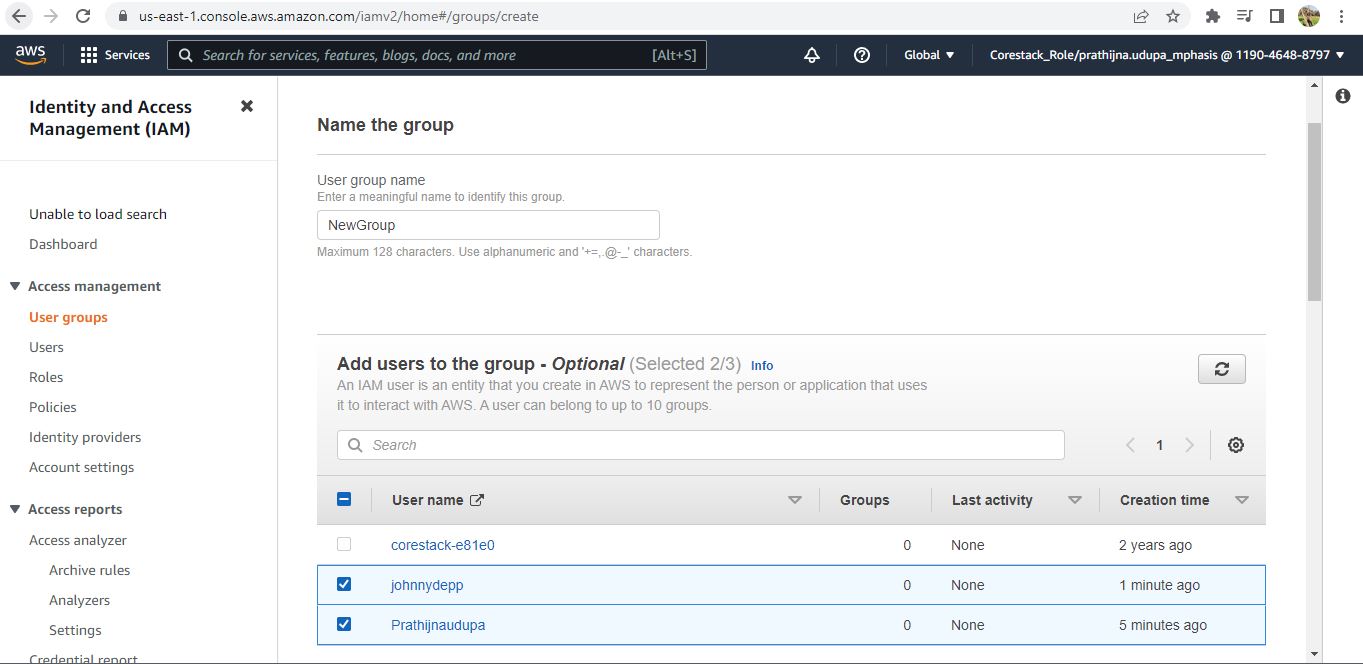 us-east-1.console.aws.amazon.com/iamv2/home#/groups/create
aws
Services
Search for services, features, blogs, docs, and more
[Alt+S]
Global
Corestack_Role/prathijna.udupa_mphasis @ 1190-4648-8797
Identity and Access
Management (IAM)
Unable to load search
Dashboard
Access management
User groups
Users
Roles
Policies
Identity providers
Account settings
Access reports
Access analyzer
Archive rules
Analyzers
Settings
Credential report
Name the group
User group name
Enter a meaningful name to identify this group.
NewGroup
Maximum 128 characters. Use alphanumeric and '+=,.@-_' characters.
Add users to the group - Optional (Selected 2/3) Info
An IAM user is an entity that you create in AWS to represent the person or application that uses
it to interact with AWS. A user can belong to up to 10 groups.
Search
1
User name Groups Last activity Creation time
corestack-e81e0 0 None 2 years ago
johnnydepp 0 None 1 minute ago
Prathijnaudupa 0 None 5 minutes ago